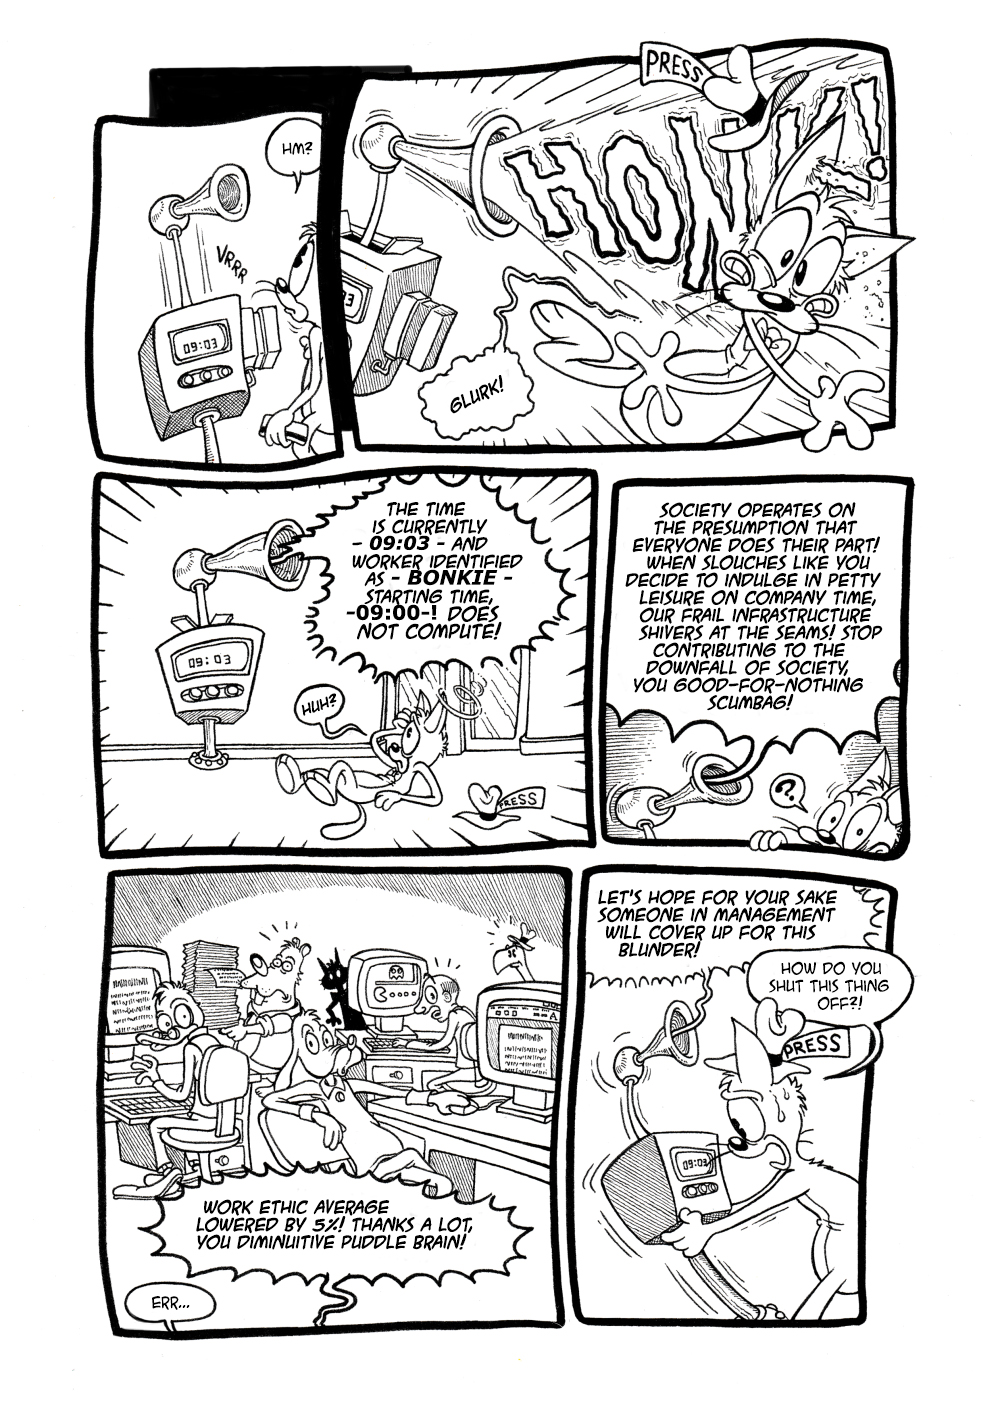 HM?
VRRR
09:03
PRESS
HONK!
GLURK!
THE TIME
IS CURRENTLY
- 09:03 - AND
WORKER IDENTIFIED
AS - BONKIE -
STARTING TIME,
-09:00-! DOES
NOT COMPUTE!
09:03
HUH?
PRESS
SOCIETY OPERATES ON
THE PRESUMPTION THAT
EVERYONE DOES THEIR PART!
WHEN SLOUCHES LIKE YOU
DECIDE TO INDULGE IN PETTY
LEISURE ON COMPANY TIME,
OUR FRAIL INFRASTRUCTURE
SHIVERS AT THE SEAMS! STOP
CONTRIBUTING TO THE
DOWNFALL OF SOCIETY,
YOU GOOD-FOR-NOTHING
SCUMBAG!
?
WORK ETHIC AVERAGE
LOWERED BY 5%! THANKS A LOT,
YOU DIMINUITIVE PUDDLE BRAIN!
ERR...
LET'S HOPE FOR YOUR SAKE
SOMEONE IN MANAGEMENT
WILL COVER UP FOR THIS
BLUNDER!
HOW DO YOU
SHUT THIS THING
OFF?!
PRESS
09:03